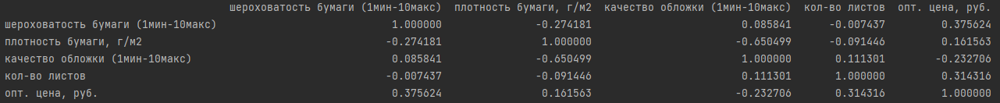 шероховатость бумаги (1мин-10макс) плотность бумаги, г/м2 качество обложки (1мин-10макс) кол-во листов опт. цена, руб.
шероховатость бумаги (1мин-10макс) 1.000000 -0.274181 0.085841 -0.007437 0.375624
плотность бумаги, г/м2 -0.274181 1.000000 -0.650499 -0.091446 0.161563
качество обложки (1мин-10макс) 0.085841 -0.650499 1.000000 0.111301 -0.232706
кол-во листов -0.007437 -0.091446 0.111301 1.000000 0.314316
опт. цена, руб. 0.375624 0.161563 -0.232706 0.314316 1.000000